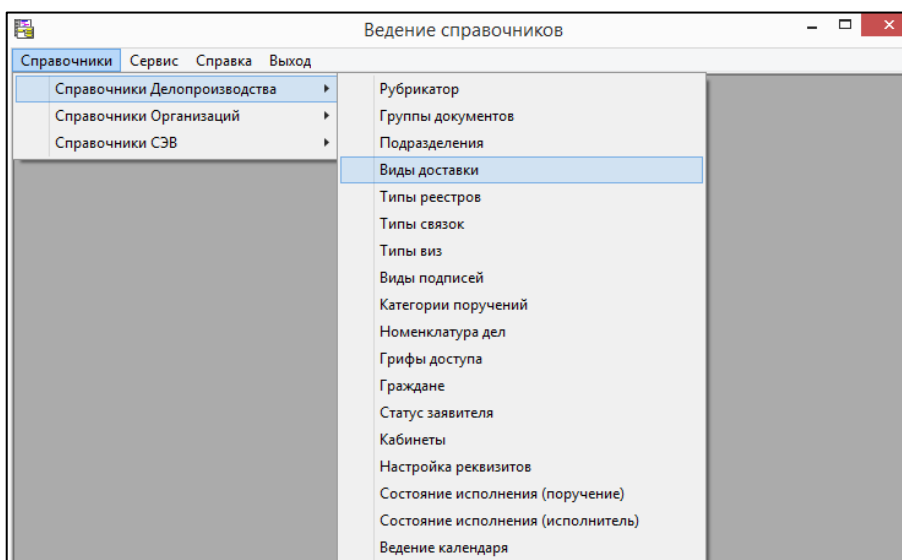 Ведение справочников
Справочники Сервис Справка Выход
Справочники Делопроизводства
Справочники Организаций
Справочники СЭВ
Рубрикатор
Группы документов
Подразделения
Виды доставки
Типы реестров
Типы связок
Типы виз
Виды подписей
Категории поручений
Номенклатура дел
Грифы доступа
Граждане
Статус заявителя
Кабинеты
Настройка реквизитов
Состояние исполнения (поручение)
Состояние исполнения (исполнитель)
Ведение календаря